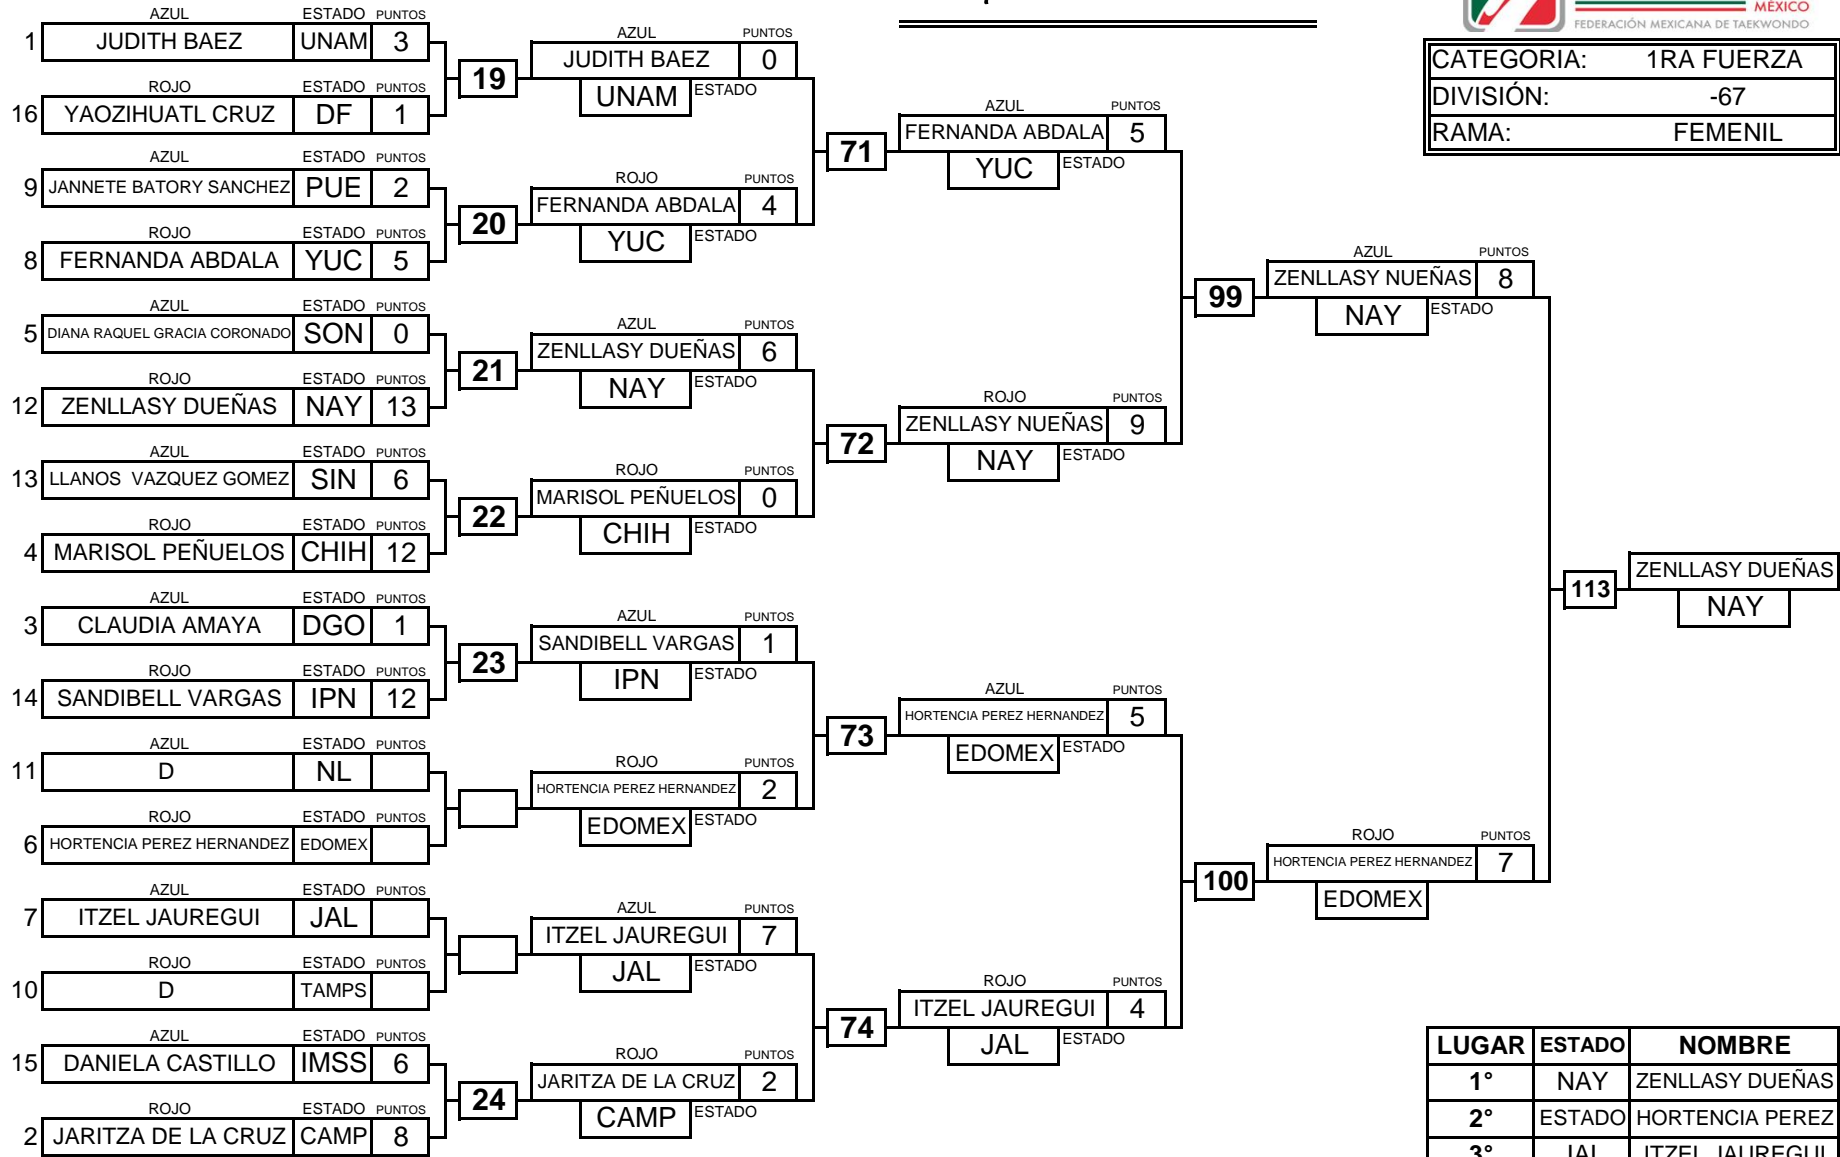 MÉXICO
FEDERACIÓN MEXICANA DE TAEKWONDO
CATEGORIA: 1RA FUERZA
DIVISIÓN: -67
RAMA: FEMENIL
AZUL ESTADO PUNTOS
1 JUDITH BAEZ UNAM 3
ROJO ESTADO PUNTOS
16 YAOZIHUATL CRUZ DF 1
AZUL ESTADO PUNTOS
9 JANNETE BATORY SANCHEZ PUE 2
ROJO ESTADO PUNTOS
8 FERNANDA ABDALA YUC 5
AZUL ESTADO PUNTOS
5 DIANA RAQUEL GRACIA CORONADO SON 0
ROJO ESTADO PUNTOS
12 ZENLLASY DUEÑAS NAY 13
AZUL ESTADO PUNTOS
13 LLANOS VAZQUEZ GOMEZ SIN 6
ROJO ESTADO PUNTOS
4 MARISOL PEÑUELOS CHIH 12
AZUL ESTADO PUNTOS
3 CLAUDIA AMAYA DGO 1
ROJO ESTADO PUNTOS
14 SANDIBELL VARGAS IPN 12
AZUL ESTADO PUNTOS
11 D NL
ROJO ESTADO PUNTOS
6 HORTENCIA PEREZ HERNANDEZ EDOMEX
AZUL ESTADO PUNTOS
7 ITZEL JAUREGUI JAL
ROJO ESTADO PUNTOS
10 D TAMPS
AZUL ESTADO PUNTOS
15 DANIELA CASTILLO IMSS 6
ROJO ESTADO PUNTOS
2 JARITZA DE LA CRUZ CAMP 8
19
20
21
22
23
24
AZUL PUNTOS
JUDITH BAEZ 0
UNAM ESTADO
ROJO PUNTOS
FERNANDA ABDALA 4
YUC ESTADO
AZUL PUNTOS
ZENLLASY DUEÑAS 6
NAY ESTADO
ROJO PUNTOS
MARISOL PEÑUELOS 0
CHIH ESTADO
AZUL PUNTOS
SANDIBELL VARGAS 1
IPN ESTADO
ROJO PUNTOS
HORTENCIA PEREZ HERNANDEZ 2
EDOMEX ESTADO
AZUL PUNTOS
ITZEL JAUREGUI 7
JAL ESTADO
ROJO PUNTOS
JARITZA DE LA CRUZ 2
CAMP ESTADO
71
72
73
74
AZUL PUNTOS
FERNANDA ABDALA 5
YUC ESTADO
ROJO PUNTOS
ZENLLASY NUEÑAS 9
NAY ESTADO
AZUL PUNTOS
HORTENCIA PEREZ HERNANDEZ 5
EDOMEX ESTADO
ROJO PUNTOS
ITZEL JAUREGUI 4
JAL ESTADO
99
100
AZUL PUNTOS
ZENLLASY NUEÑAS 8
NAY ESTADO
ROJO PUNTOS
HORTENCIA PEREZ HERNANDEZ 7
EDOMEX
113
ZENLLASY DUEÑAS
NAY
LUGAR ESTADO NOMBRE
1° NAY ZENLLASY DUEÑAS
2° ESTADO HORTENCIA PEREZ
3° JAL ITZEL JAUREGUI